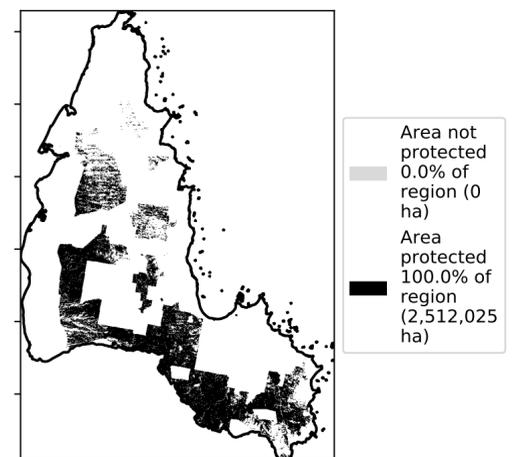 Area not
protected
0.0% of
region (0
ha)
Area
protected
100.0% of
region
(2,512,025
ha)